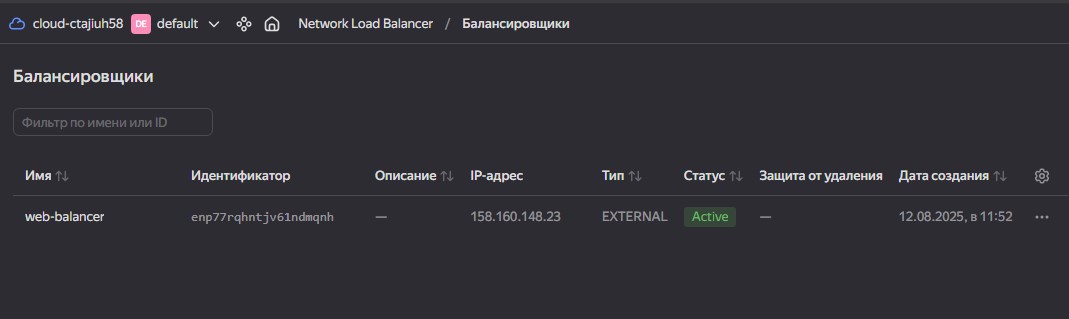 cloud-ctajiuh58 DE default Network Load Balancer / Балансировщики
Балансировщики
Фильтр по имени или ID
Имя Идентификатор Описание IP-адрес Тип Статус Защита от удаления Дата создания
web-balancer enp77rqhntjv61ndmqnh — 158.160.148.23 EXTERNAL Active — 12.08.2025, в 11:52